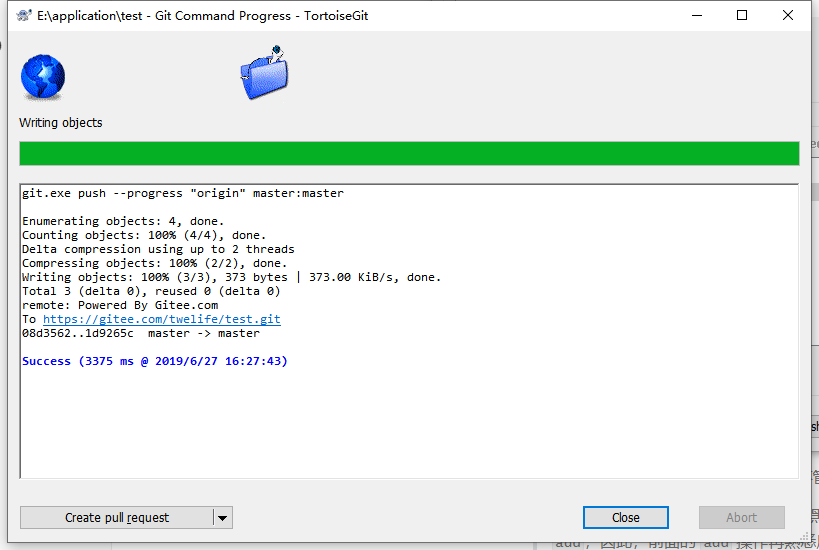 E:\application\test - Git Command Progress - TortoiseGit
Writing objects
git.exe push --progress "origin" master:master
Enumerating objects: 4, done.
Counting objects: 100% (4/4), done.
Delta compression using up to 2 threads
Compressing objects: 100% (2/2), done.
Writing objects: 100% (3/3), 373 bytes | 373.00 KiB/s, done.
Total 3 (delta 0), reused 0 (delta 0)
remote: Powered By Gitee.com
To https://gitee.com/twelife/test.git
08d3562..1d9265c  master -> master
Success (3375 ms @ 2019/6/27 16:27:43)
Create pull request
Close
Abort